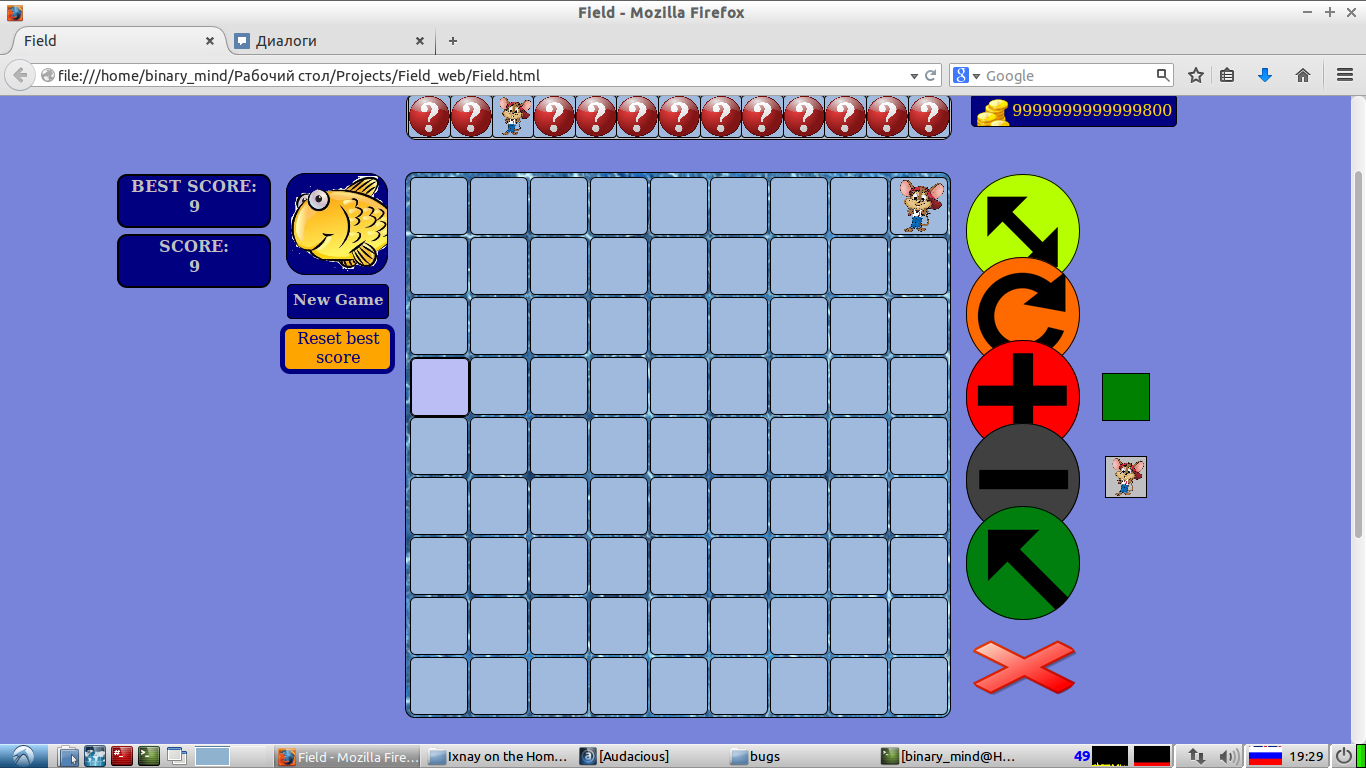 Field - Mozilla Firefox
Field
Диалоги
file:///home/binary_mind/Рабочий стол/Projects/Field_web/Field.html
Google
? ? ? ? ? ? ? ? ? ? ? ?
9999999999999800
BEST SCORE:
9
SCORE:
9
New Game
Reset best
score
Field - Mozilla Fire...
Ixnay on the Hom...
[Audacious]
bugs
[binary_mind@H...
49
19:29